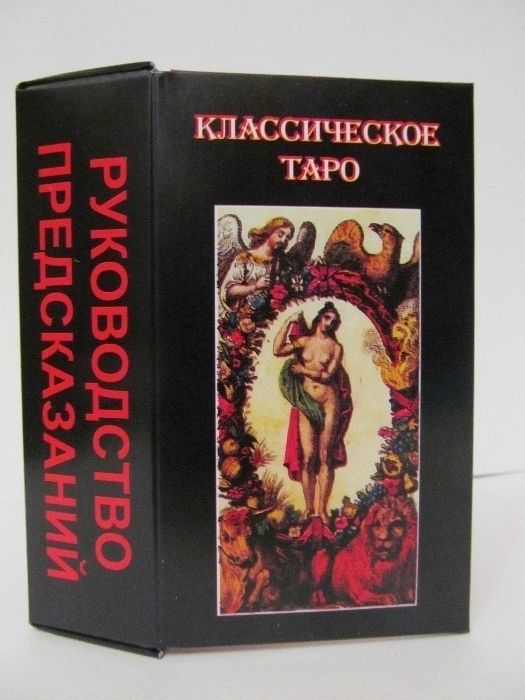 РУКОВОДСТВО
ПРЕДСКАЗАНИЙ
КЛАССИЧЕСКОЕ
ТАРО